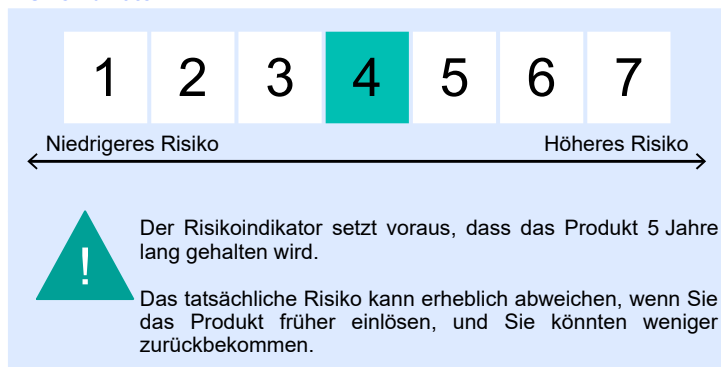 1 2 3 4 5 6 7
Niedrigeres Risiko Höheres Risiko
Der Risikoindikator setzt voraus, dass das Produkt 5 Jahre
lang gehalten wird.
!
Das tatsächliche Risiko kann erheblich abweichen, wenn Sie
das Produkt früher einlösen, und Sie könnten weniger
zurückbekommen.